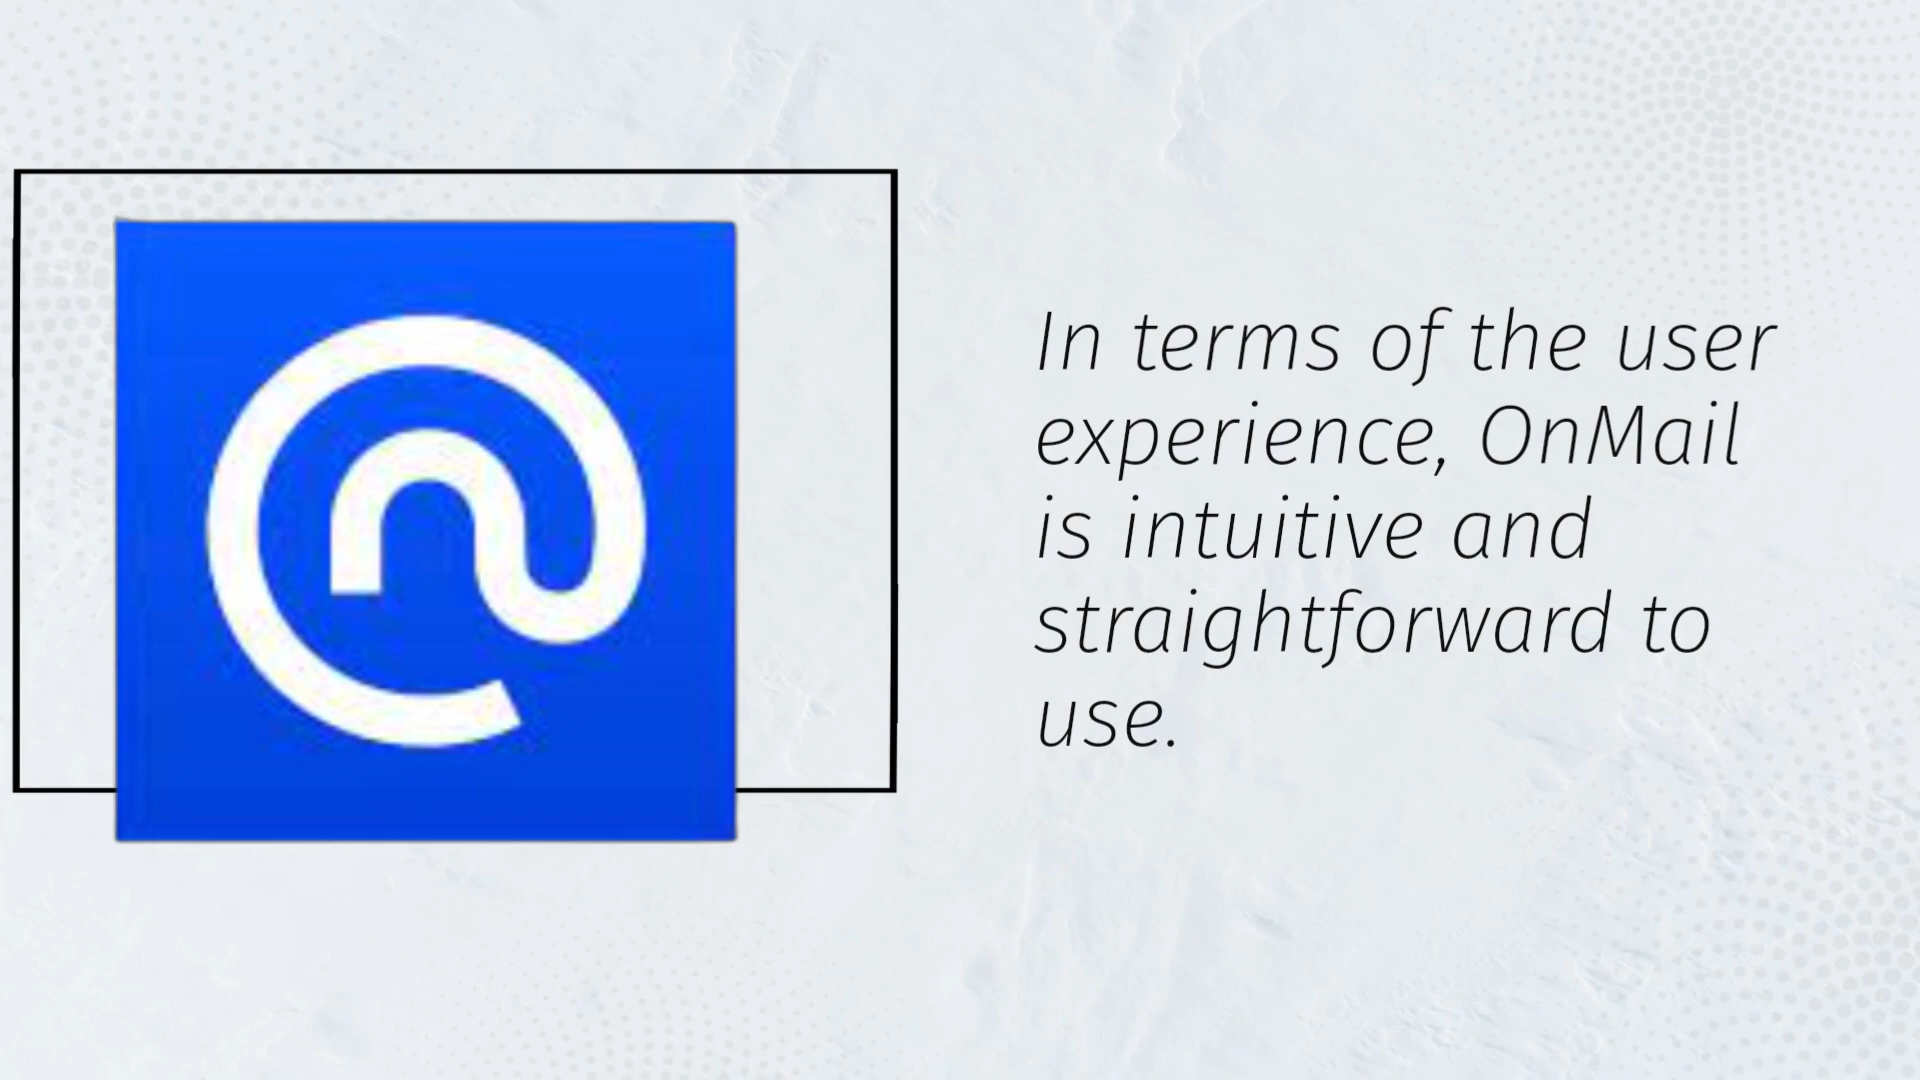 In terms of the user
experience, OnMail
is intuitive and
straightforward to
use.